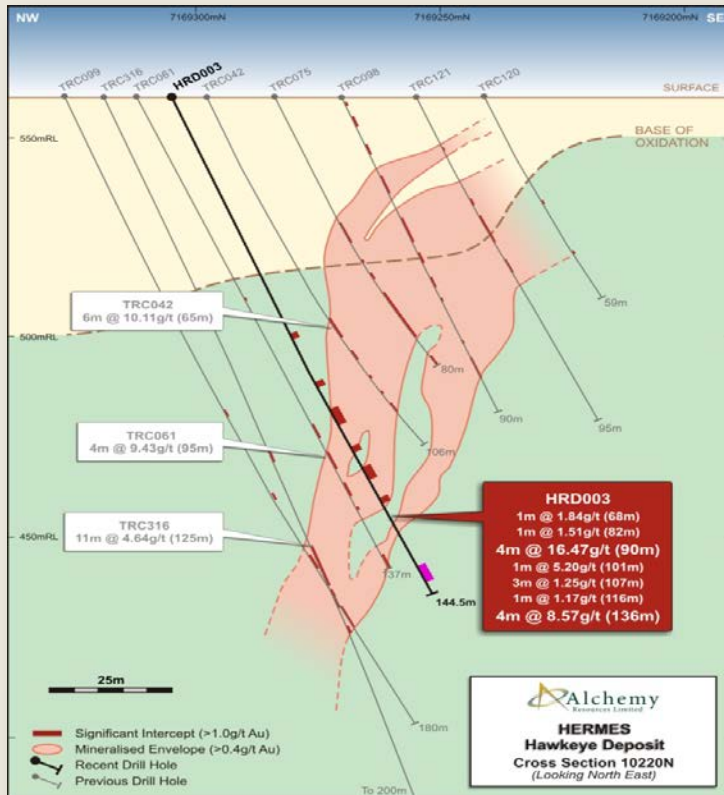 NW
7169300mN
7169250mN
7169200mN
SE
TRC099
TRC316
TRC061
HRD003
TRC042
TRC075
TRC098
TRC121
TRC120
SURFACE
550mRL
BASE OF
OXIDATION
TRC042
6m @ 10.11g/t (65m)
59m
500mRL
80m
90m
95m
TRC061
4m @ 9.43g/t (95m)
106m
TRC316
11m @ 4.64g/t (125m)
450mRL
HRD003
1m @ 1.84g/t (68m)
1m @ 1.51g/t (82m)
4m @ 16.47g/t (90m)
1m @ 5.20g/t (101m)
3m @ 1.25g/t (107m)
1m @ 1.17g/t (116m)
4m @ 8.57g/t (136m)
137m
144.5m
25m
180m
To 200m
Significant Intercept (>1.0g/t Au)
Mineralised Envelope (>0.4g/t Au)
Recent Drill Hole
Previous Drill Hole
Alchemy
Resources Limited
HERMES
Hawkeye Deposit
Cross Section 10220N
(Looking North East)